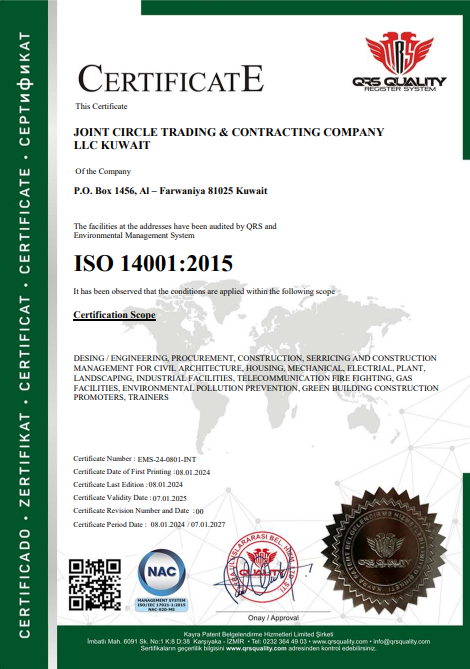 CERTIFICADO • ZERTIFIKAT • CERTIFICAT • CERTIFICATE • СЕРТИФИКАТ
CERTIFICATE
QRS QUALITY
REGISTER SYSTEM
This Certificate
JOINT CIRCLE TRADING & CONTRACTING COMPANY
LLC KUWAIT
Of the Company
P.O. Box 1456, Al – Farwaniya 81025 Kuwait
The facilities at the addresses have been audited by QRS and
Environmental Management System
ISO 14001:2015
It has been observed that the conditions are applied within the following scope
Certification Scope
DESING / ENGINEERING, PROCUREMENT, CONSTRUCTION, SERRICING AND CONSTRUCTION
MANAGEMENT FOR CIVIL ARCHITECTURE, HOUSING, MECHANICAL, ELECTRIAL, PLANT,
LANDSCAPING, INDUSTRIAL FACILITIES, TELECOMMUNICATION FIRE FIGHTING, GAS
FACILITIES, ENVIRONMENTAL POLLUTION PREVENTION, GREEN BUILDING CONSTRUCTION
PROMOTERS, TRAINERS
Certificate Number : EMS-24-0801-INT
Certificate Date of First Printing :08.01.2024
Certificate Last Edition :08.01.2024
Certificate Validity Date :07.01.2025
Certificate Revision Number and Date :00
Certificate Period Date : 08.01.2024 / 07.01.2027
NAC
MANAGEMENT SYSTEM
ISO/IEC 17021-1:2015
NAC-020-MS
QRS QUALITY
Onay / Approval
Kayra Patent Belgelendirme Hizmetleri Limited Şirketi
İmbatlı Mah. 6091 Sk. No:1 K:8 D:38 Karşıyaka - İZMİR • Tel: 0232 364 49 03 • www.qrsquality.com • info@qrsquality.com
Sertifikaların geçerlilik bilgisini www.qrsquality.com adresinden kontrol edebilirsiniz.